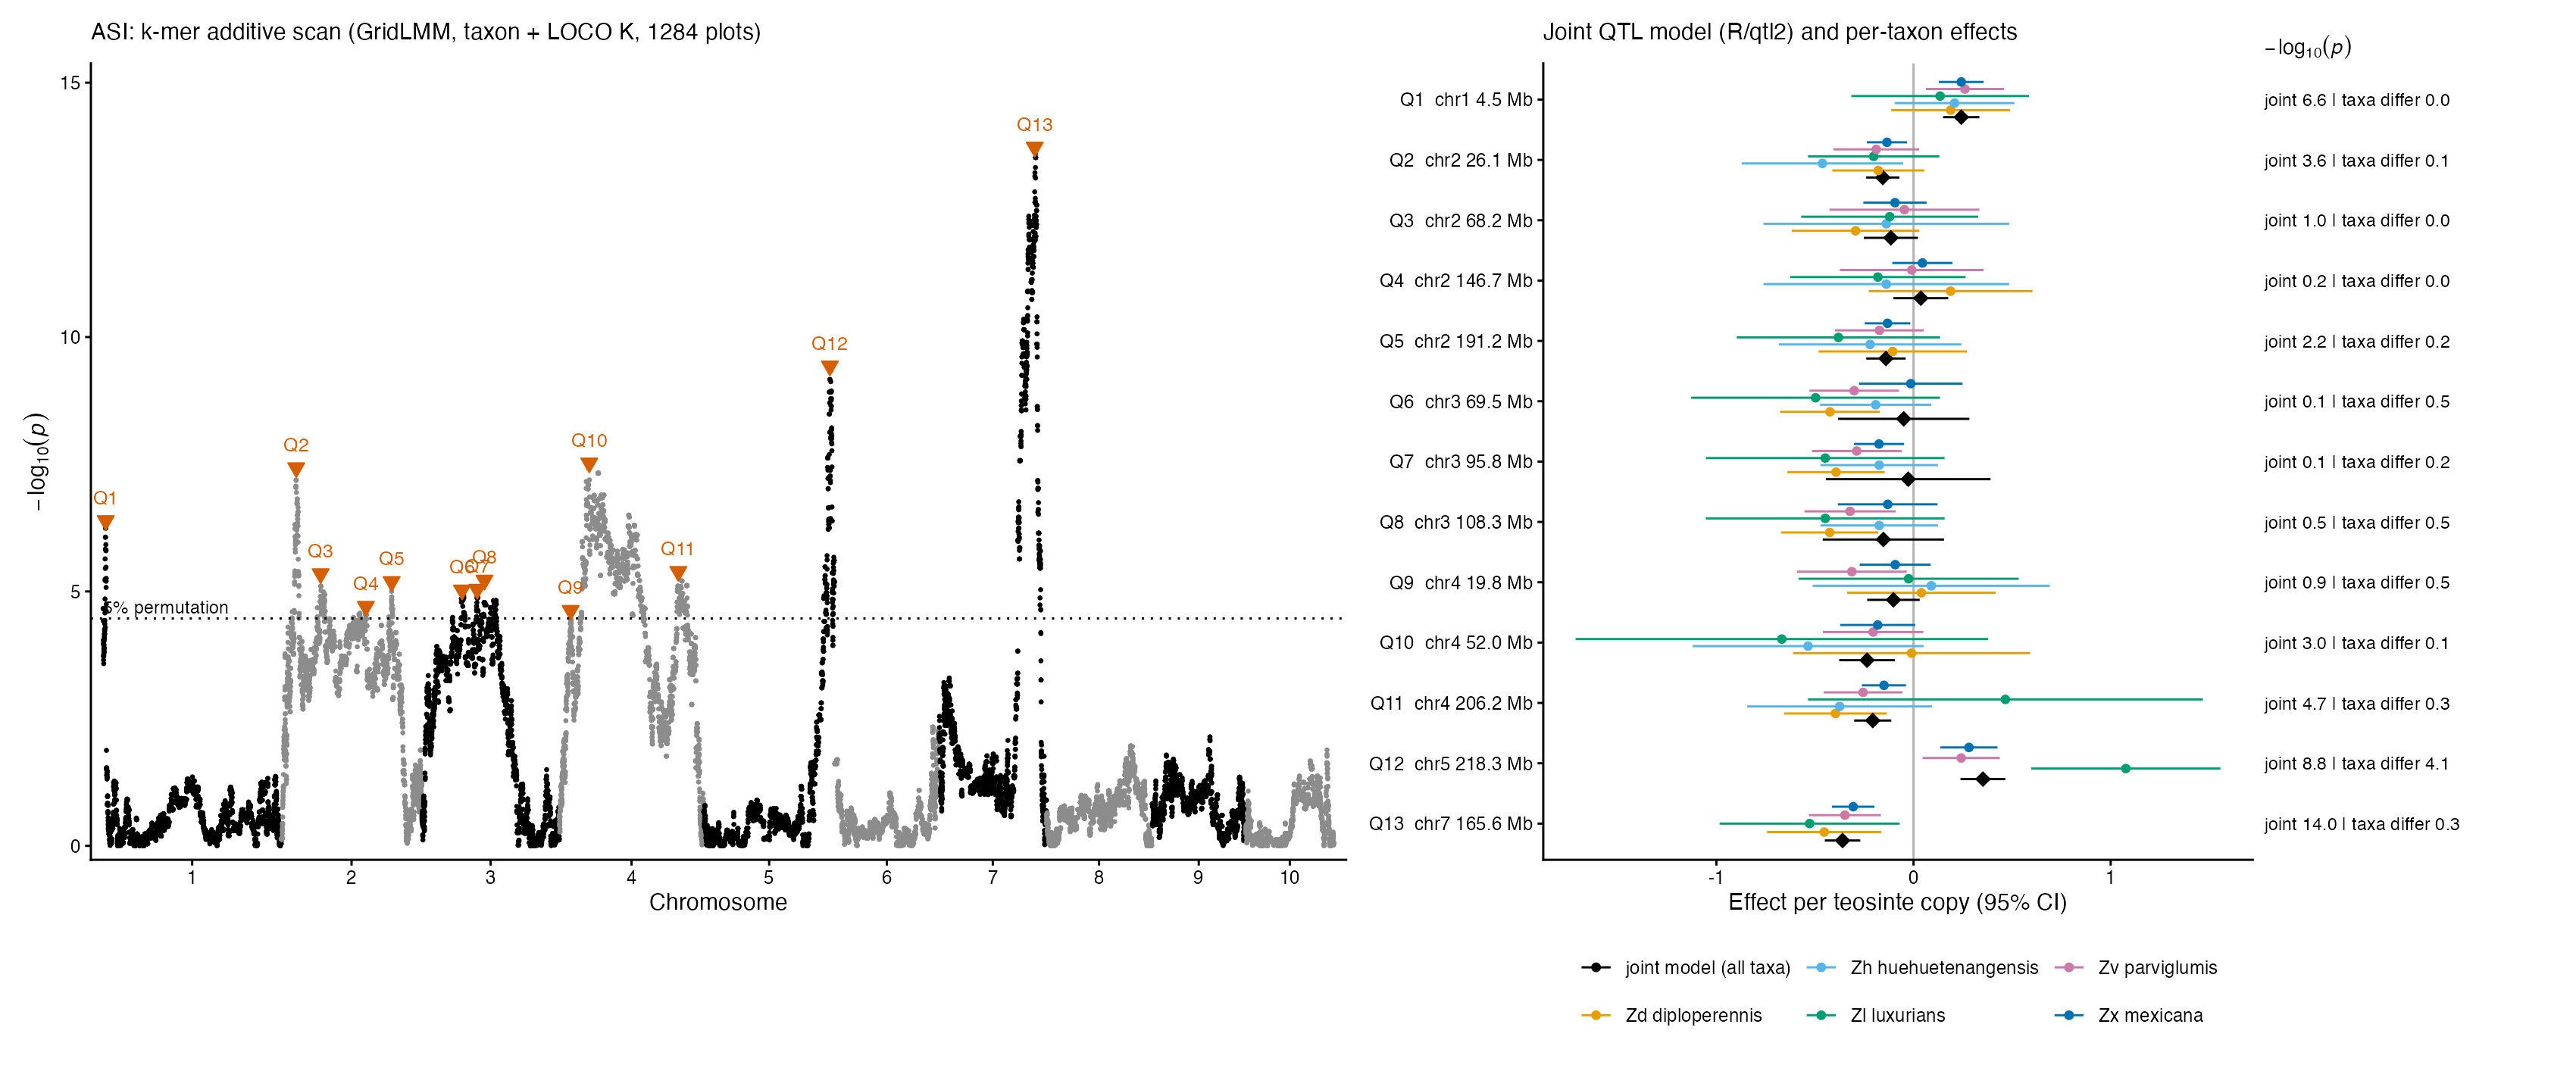 ASI: k-mer additive scan (GridLMM, taxon + LOCO K, 1284 plots)
−log10(p)
15
10
5
0
5% permutation
Q1
Q2
Q3
Q4
Q5
Q6
Q7
Q8
Q9
Q10
Q11
Q12
Q13
1 2 3 4 5 6 7 8 9 10
Chromosome
Joint QTL model (R/qtl2) and per-taxon effects
−log10(p)
Q1 chr1 4.5 Mb joint 6.6 | taxa differ 0.0
Q2 chr2 26.1 Mb joint 3.6 | taxa differ 0.1
Q3 chr2 68.2 Mb joint 1.0 | taxa differ 0.0
Q4 chr2 146.7 Mb joint 0.2 | taxa differ 0.0
Q5 chr2 191.2 Mb joint 2.2 | taxa differ 0.2
Q6 chr3 69.5 Mb joint 0.1 | taxa differ 0.5
Q7 chr3 95.8 Mb joint 0.1 | taxa differ 0.2
Q8 chr3 108.3 Mb joint 0.5 | taxa differ 0.5
Q9 chr4 19.8 Mb joint 0.9 | taxa differ 0.5
Q10 chr4 52.0 Mb joint 3.0 | taxa differ 0.1
Q11 chr4 206.2 Mb joint 4.7 | taxa differ 0.3
Q12 chr5 218.3 Mb joint 8.8 | taxa differ 4.1
Q13 chr7 165.6 Mb joint 14.0 | taxa differ 0.3
-1 0 1
Effect per teosinte copy (95% CI)
joint model (all taxa) Zh huehuetenangensis Zv parviglumis
Zd diploperennis Zl luxurians Zx mexicana